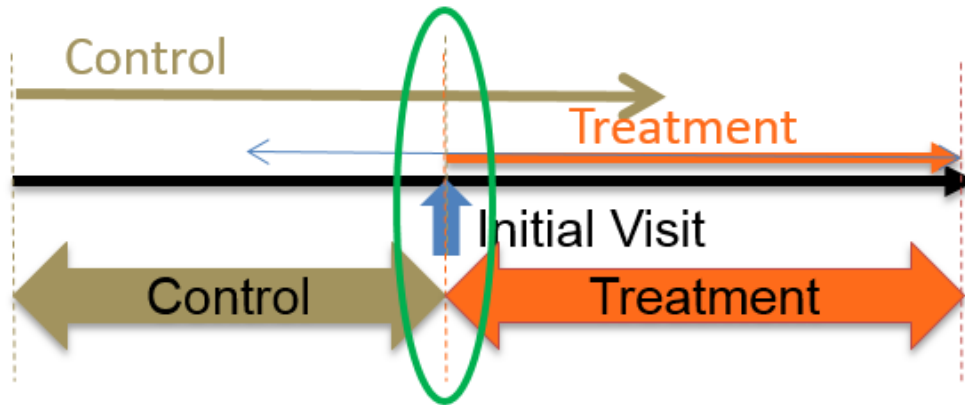 Control
Treatment
Initial Visit
Control
Treatment